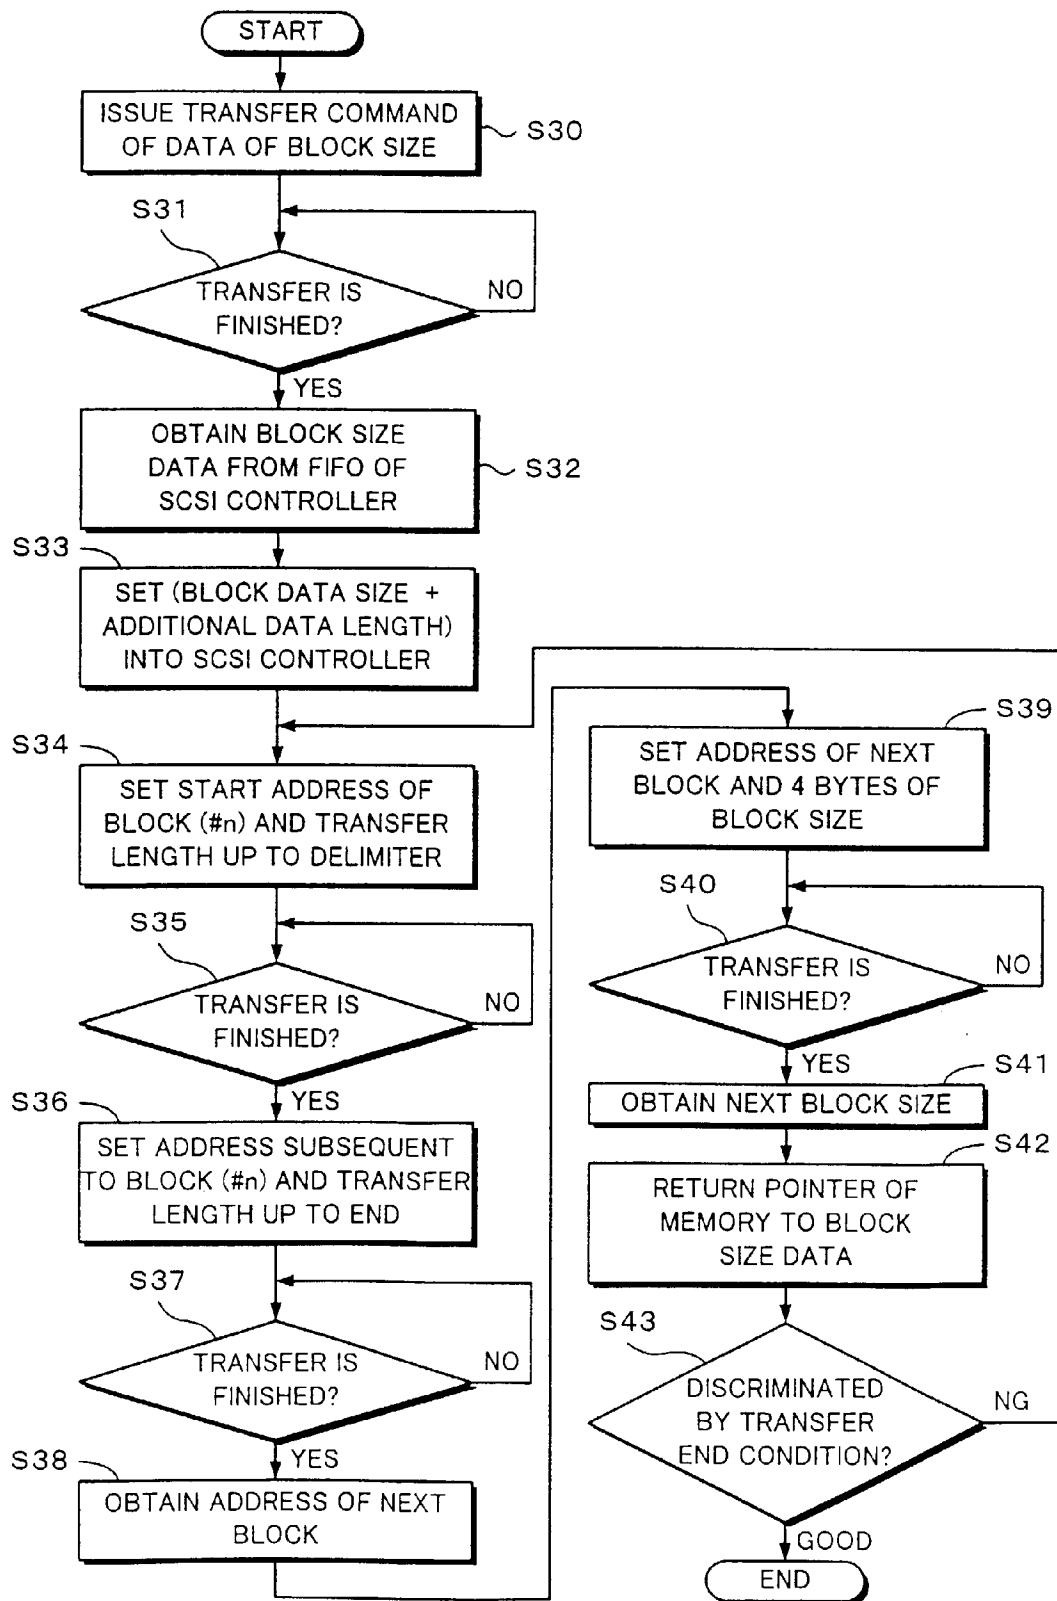 START
ISSUE TRANSFER COMMAND
OF DATA OF BLOCK SIZE
S30
S31
TRANSFER IS
FINISHED?
NO
YES
OBTAIN BLOCK SIZE
DATA FROM FIFO OF
SCSI CONTROLLER
S32
S33
SET (BLOCK DATA SIZE +
ADDITIONAL DATA LENGTH)
INTO SCSI CONTROLLER
S34
SET START ADDRESS OF
BLOCK (#n) AND TRANSFER
LENGTH UP TO DELIMITER
S35
TRANSFER IS
FINISHED?
NO
YES
S36
SET ADDRESS SUBSEQUENT
TO BLOCK (#n) AND TRANSFER
LENGTH UP TO END
S37
TRANSFER IS
FINISHED?
NO
YES
S38
OBTAIN ADDRESS OF NEXT
BLOCK
S39
SET ADDRESS OF NEXT
BLOCK AND 4 BYTES OF
BLOCK SIZE
S40
TRANSFER IS
FINISHED?
NO
YES
S41
OBTAIN NEXT BLOCK SIZE
S42
RETURN POINTER OF
MEMORY TO BLOCK
SIZE DATA
S43
DISCRIMINATED
BY TRANSFER
END CONDITION?
NG
GOOD
END